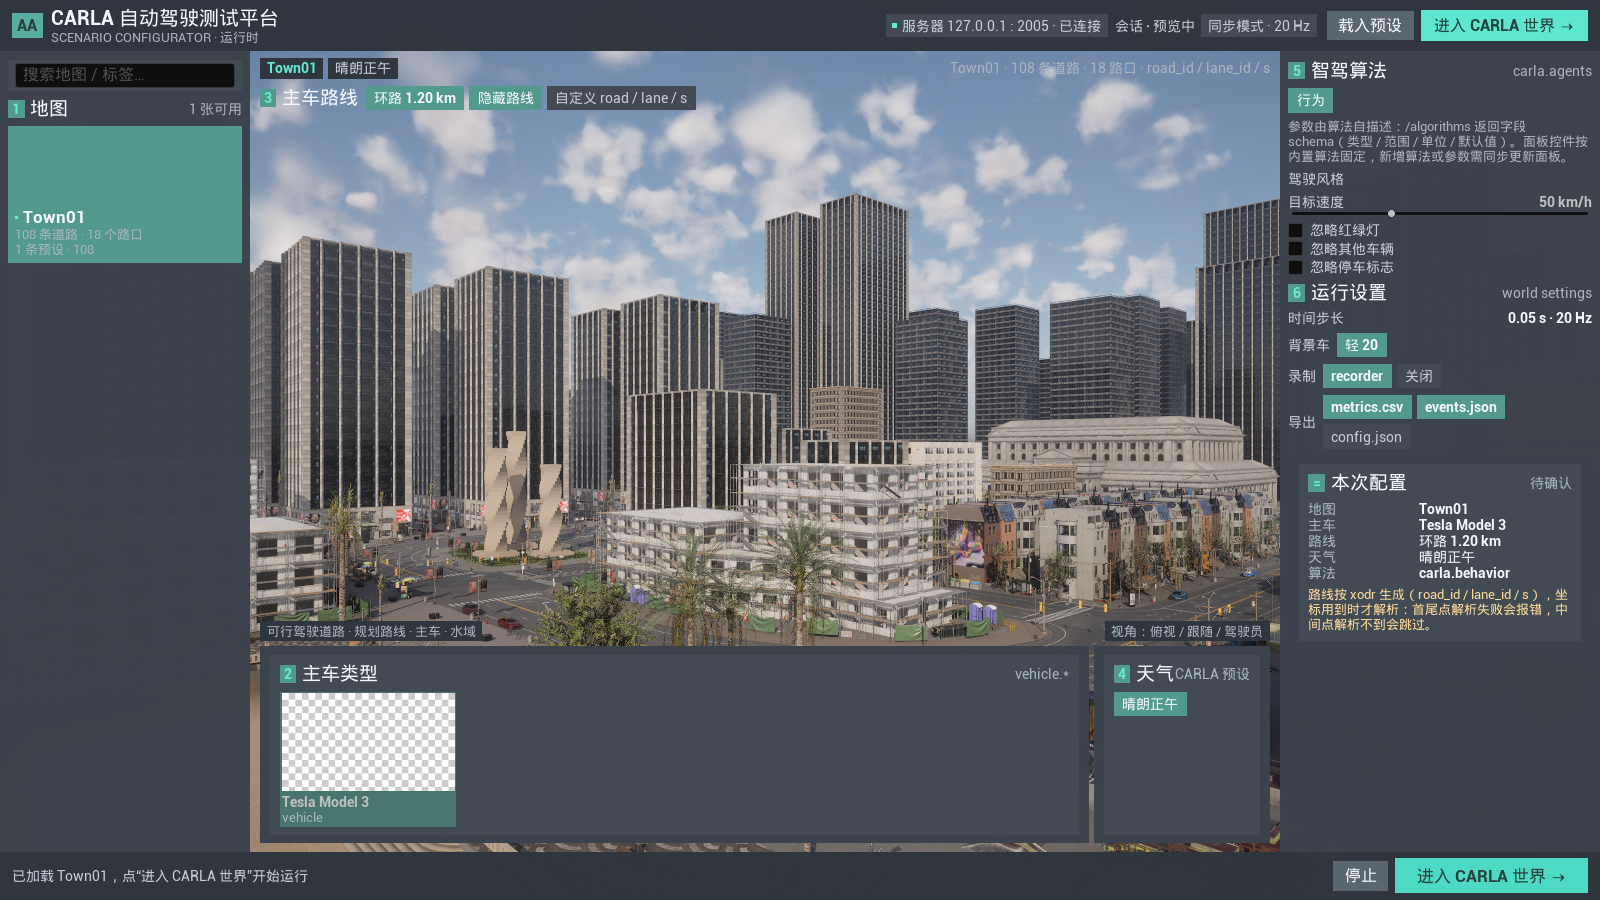 AA
CARLA 自动驾驶测试平台
SCENARIO CONFIGURATOR · 运行时
服务器 127.0.0.1 : 2005 · 已连接
会话 · 预览中
同步模式 · 20 Hz
载入预设
进入 CARLA 世界 →
搜索地图 / 标签...
1 地图
1 张可用
Town01
108 条道路 · 18 个路口
1 条预设 · 108
Town01
晴朗正午
Town01 · 108 条道路 · 18 路口 · road_id / lane_id / s
3 主车路线
环路 1.20 km
隐藏路线
自定义 road / lane / s
可行驶道路 · 规划路线 · 主车 · 水域
视角：俯视 / 跟随 / 驾驶员
2 主车类型
vehicle.*
Tesla Model 3
vehicle
4 天气
CARLA 预设
晴朗正午
5 智驾算法
carla.agents
行为
参数由算法自描述：/algorithms 返回字段
schema（类型 / 范围 / 单位 / 默认值）。面板控件按
内置算法固定，新增算法或参数需同步更新面板。
驾驶风格
目标速度
50 km/h
忽略红绿灯
忽略其他车辆
忽略停车标志
6 运行设置
world settings
时间步长
0.05 s · 20 Hz
背景车
轻 20
录制
recorder
关闭
导出
metrics.csv
events.json
config.json
= 本次配置
待确认
地图 Town01
主车 Tesla Model 3
路线 环路 1.20 km
天气 晴朗正午
算法 carla.behavior
路线按 xodr 生成（road_id / lane_id / s），坐
标用到时才解析：首尾点解析失败会报错，中
间点解析不到会跳过。
已加载 Town01，点“进入 CARLA 世界”开始运行
停止
进入 CARLA 世界 →